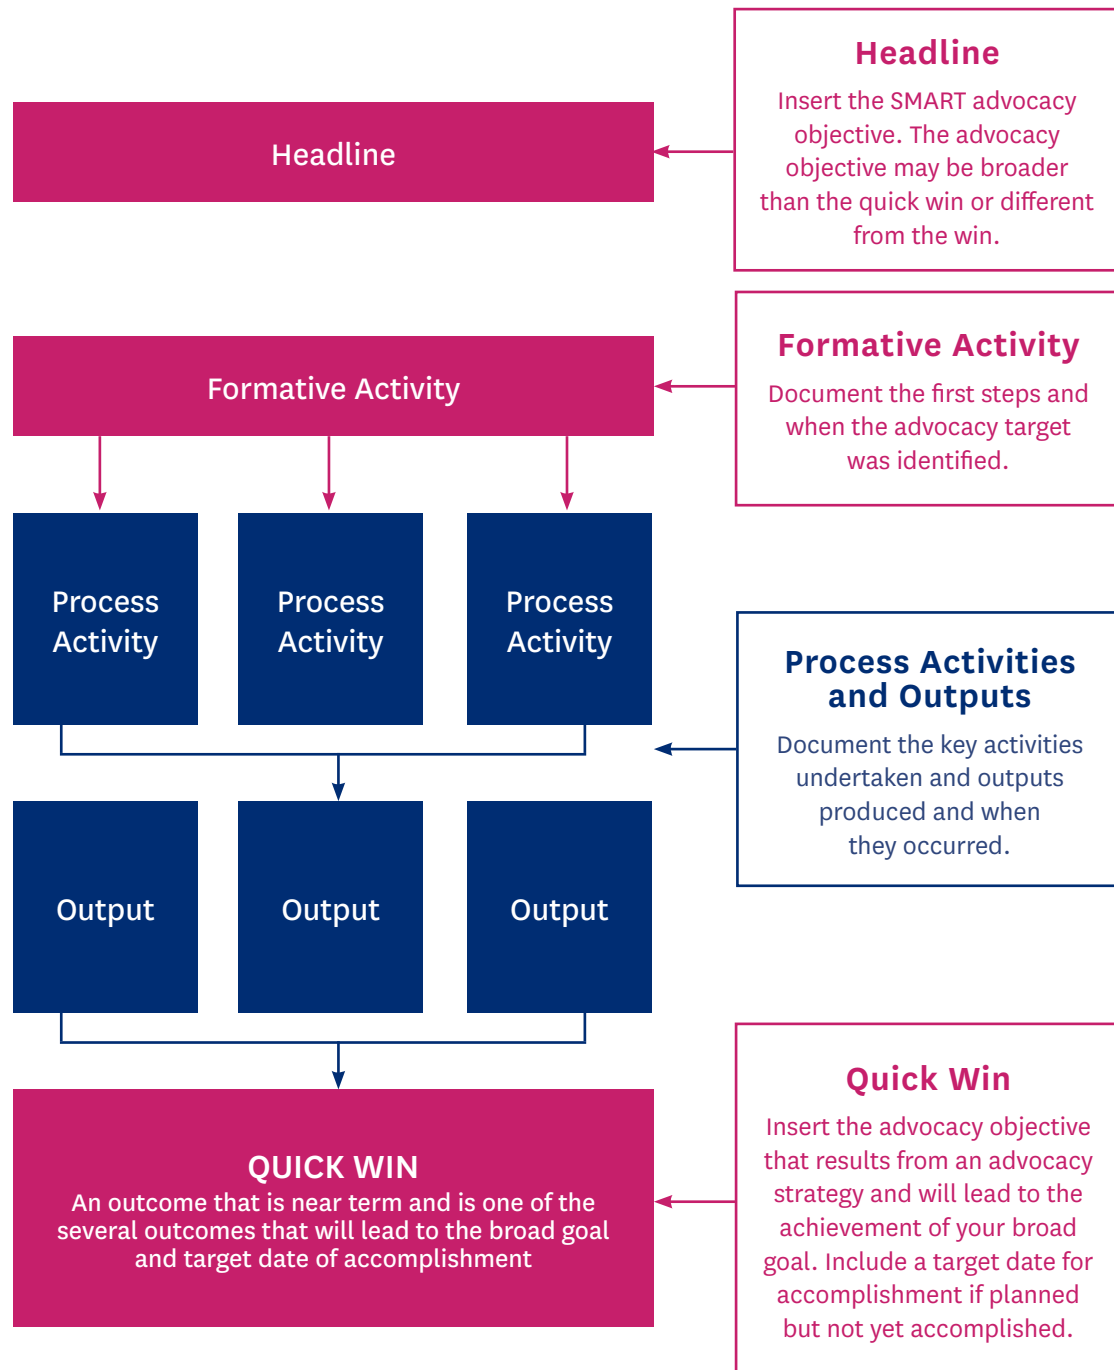 Headline
Headline
Insert the SMART advocacy
objective. The advocacy
objective may be broader
than the quick win or different
from the win.
Formative Activity
Formative Activity
Document the first steps and
when the advocacy target
was identified.
Process
Activity
Process
Activity
Process
Activity
Process Activities
and Outputs
Document the key activities
undertaken and outputs
produced and when
they occurred.
Output
Output
Output
QUICK WIN
An outcome that is near term and is one of the
several outcomes that will lead to the broad goal
and target date of accomplishment
Quick Win
Insert the advocacy objective
that results from an advocacy
strategy and will lead to the
achievement of your broad
goal. Include a target date for
accomplishment if planned
but not yet accomplished.